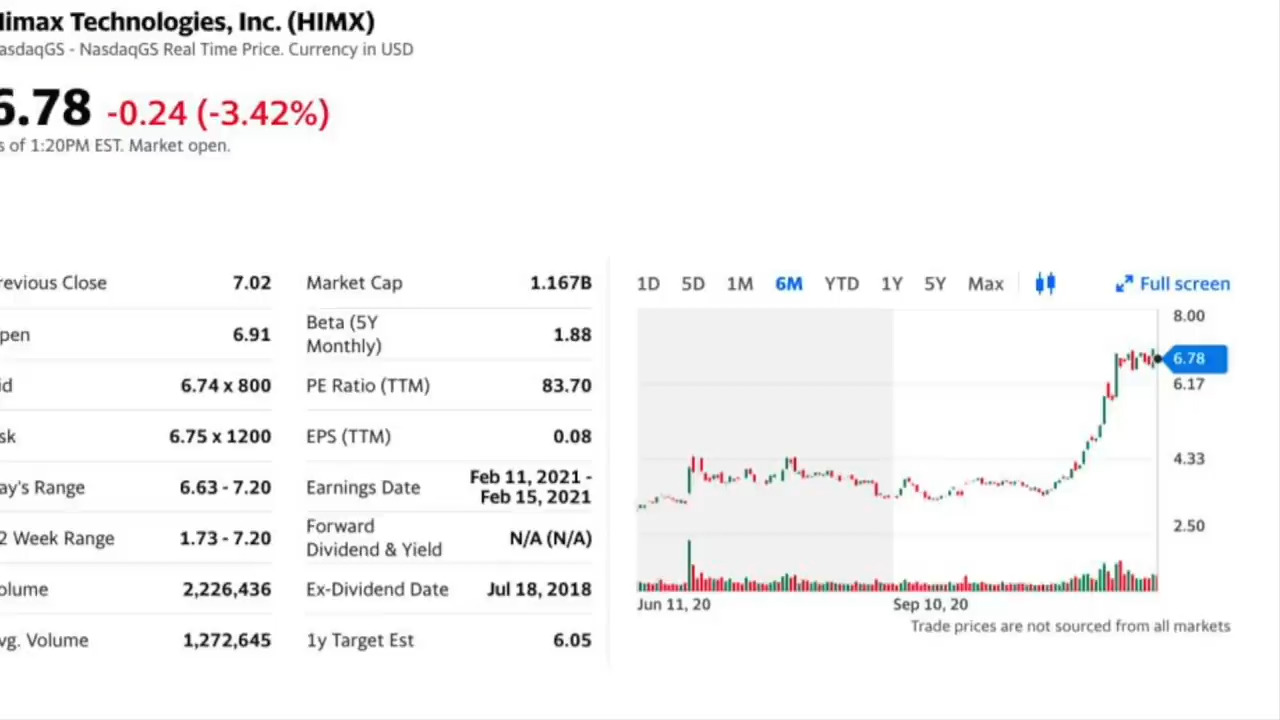 Himax Technologies, Inc. (HIMX)
NasdaqGS - NasdaqGS Real Time Price. Currency in USD
6.78 -0.24 (-3.42%)
s of 1:20PM EST. Market open.
revious Close 7.02
pen 6.91
id 6.74 x 800
sk 6.75 x 1200
ay's Range 6.63 - 7.20
2 Week Range 1.73 - 7.20
olume 2,226,436
vg. Volume 1,272,645
Market Cap 1.167B
Beta (5Y
Monthly) 1.88
PE Ratio (TTM) 83.70
EPS (TTM) 0.08
Earnings Date Feb 11, 2021 -
Feb 15, 2021
Forward
Dividend & Yield N/A (N/A)
Ex-Dividend Date Jul 18, 2018
1y Target Est 6.05
1D 5D 1M 6M YTD 1Y 5Y Max Full screen
8.00
6.78
6.17
4.33
2.50
Jun 11, 20 Sep 10, 20
Trade prices are not sourced from all markets